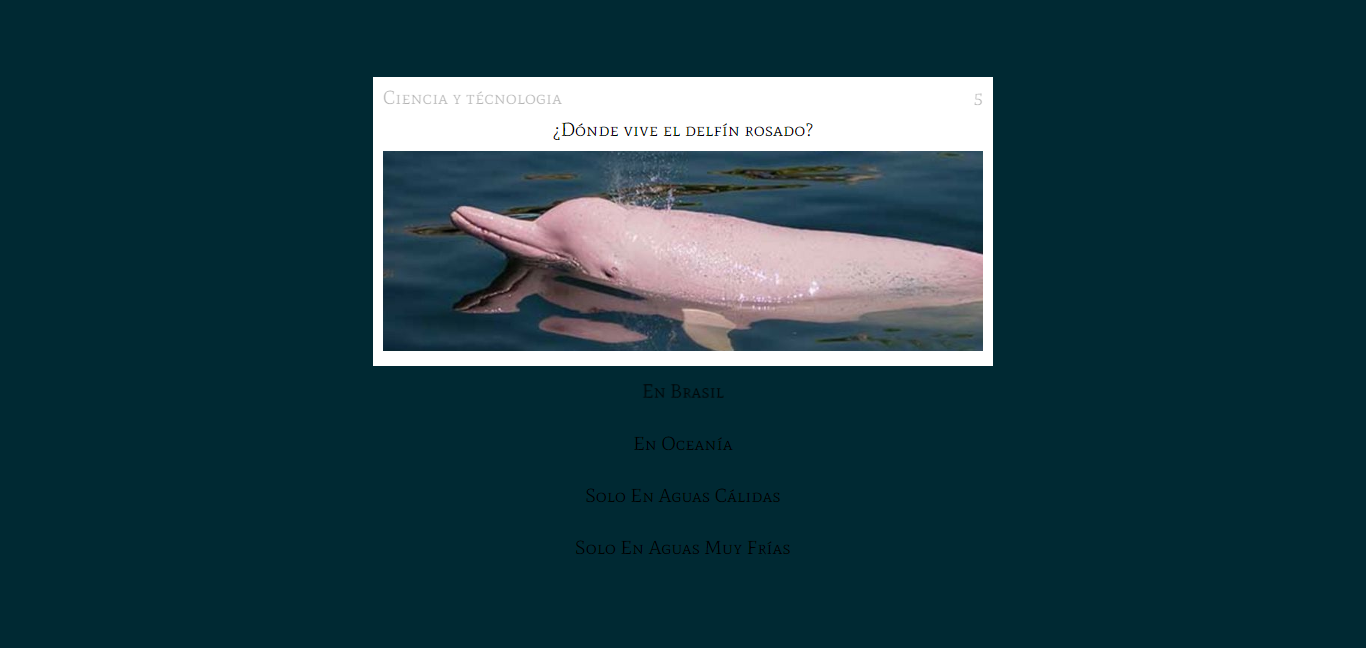 Ciencia y técnologia
5
¿Dónde vive el delfín rosado?
En Brasil
En Oceanía
Solo En Aguas Cálidas
Solo En Aguas Muy Frías